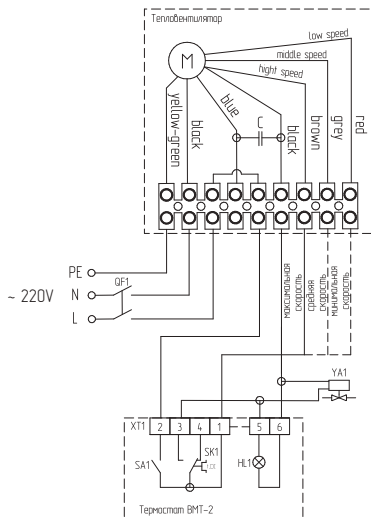 Тепловентилятор
low speed
middle speed
hight speed
M
yellow-green
black
blue
C
black
brown
grey
red
PE
~ 220V
QF1
N
L
максимальная
скорость
средняя
скорость
минимальная
скорость
YA1
XT1
2
3
4
1
5
6
SA1
SK1
t,°C
HL1
Термостат ВМТ-2